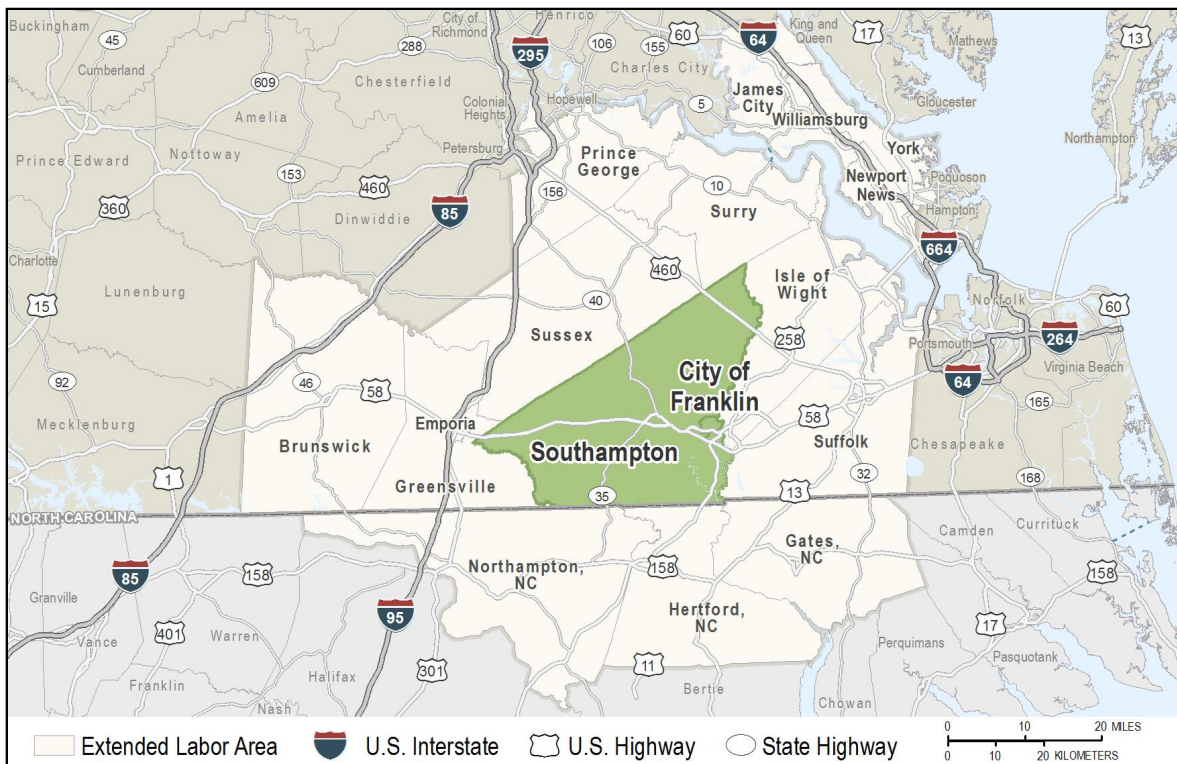 Buckingham
45
City of
Richmond
Henrico
106
155
60
64
King and
Queen
17
Mathews
13
Cumberland
288
295
Charles City
609
Chesterfield
James
City
Gloucester
Amelia
Colonial
Heights
Hopewell
5
Williamsburg
Northampton
Prince Edward
Nottoway
Petersburg
Prince
George
York
153
460
156
10
Newport
News
Poquoson
360
Dinwiddie
85
Surry
Hampton
Charlotte
664
Lunenburg
460
Isle of
Wight
15
40
Norfolk
60
Sussex
258
Portsmouth
264
92
46
58
City of
Franklin
64
Virginia Beach
165
Mecklenburg
Emporia
58
Brunswick
Southampton
Suffolk
Chesapeake
1
Greensville
35
13
32
168
NORTH CAROLINA
Camden
Currituck
Gates,
NC
85
158
Northampton,
NC
158
158
Granville
95
Hertford,
NC
17
Vance
401
Warren
Perquimans
301
11
Pasquotank
Franklin
Halifax
Bertie
Nash
Chowan
Extended Labor Area
U.S. Interstate
U.S. Highway
State Highway
0 10 20 MILES
0 10 20 KILOMETERS